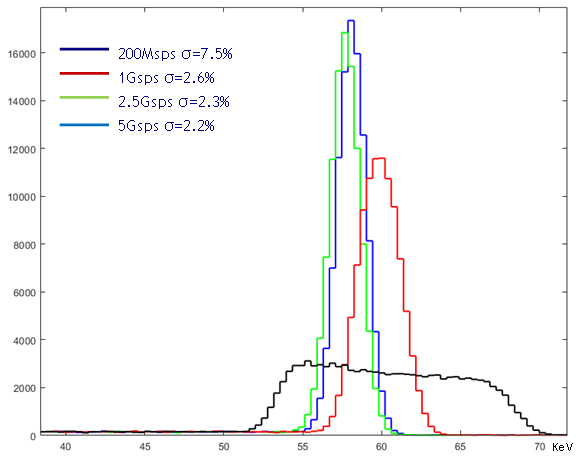 16000
14000
12000
10000
8000
6000
4000
2000
0
200Msps σ=7.5%
1Gsps σ=2.6%
2.5Gsps σ=2.3%
5Gsps σ=2.2%
40 45 50 55 60 65 70 KeV